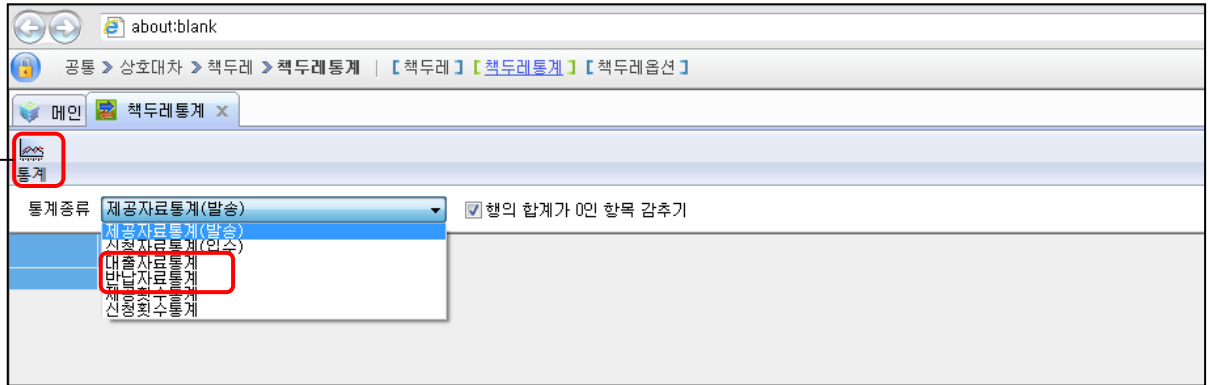 about:blank
공통 > 상호대차 > 책두레 > 책두레통계 | [책두레] [책두레통계] [책두레옵션]
메인 책두레통계 x
통계
통계종류 제공자료통계(발송) 행의 합계가 0인 항목 감추기
제공자료통계(발송)
신청자료통계(입수)
대출자료통계
반납자료통계
제공횟수통계
신청횟수통계